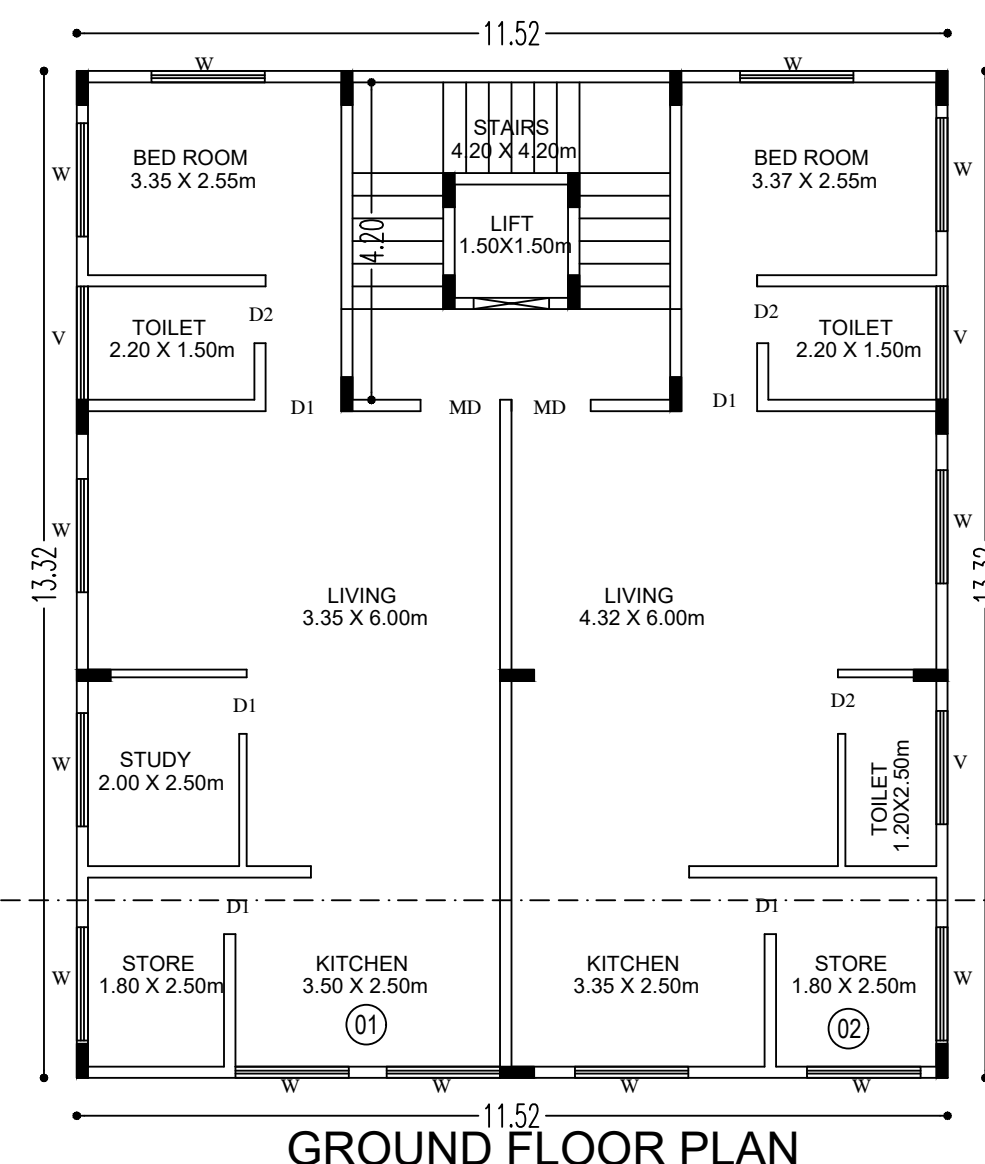 11.52
W W
STAIRS
4.20 X 4.20m
BED ROOM
3.35 X 2.55m
BED ROOM
3.37 X 2.55m
W W
LIFT
1.50X1.50m
4.20
D2 D2
TOILET
2.20 X 1.50m
TOILET
2.20 X 1.50m
V V
D1 MD MD D1
W W
13.32 13.32
LIVING
3.35 X 6.00m
LIVING
4.32 X 6.00m
D1 D2
STUDY
2.00 X 2.50m
TOILET
1.20X2.50m
W V
D1 D1
STORE
1.80 X 2.50m
KITCHEN
3.50 X 2.50m
KITCHEN
3.35 X 2.50m
STORE
1.80 X 2.50m
W W
01 02
W W W W
11.52
GROUND FLOOR PLAN